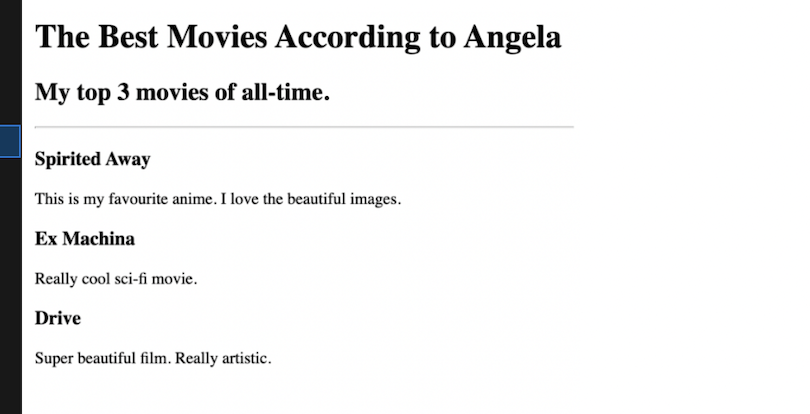 The Best Movies According to Angela
My top 3 movies of all-time.
Spirited Away
This is my favourite anime. I love the beautiful images.
Ex Machina
Really cool sci-fi movie.
Drive
Super beautiful film. Really artistic.